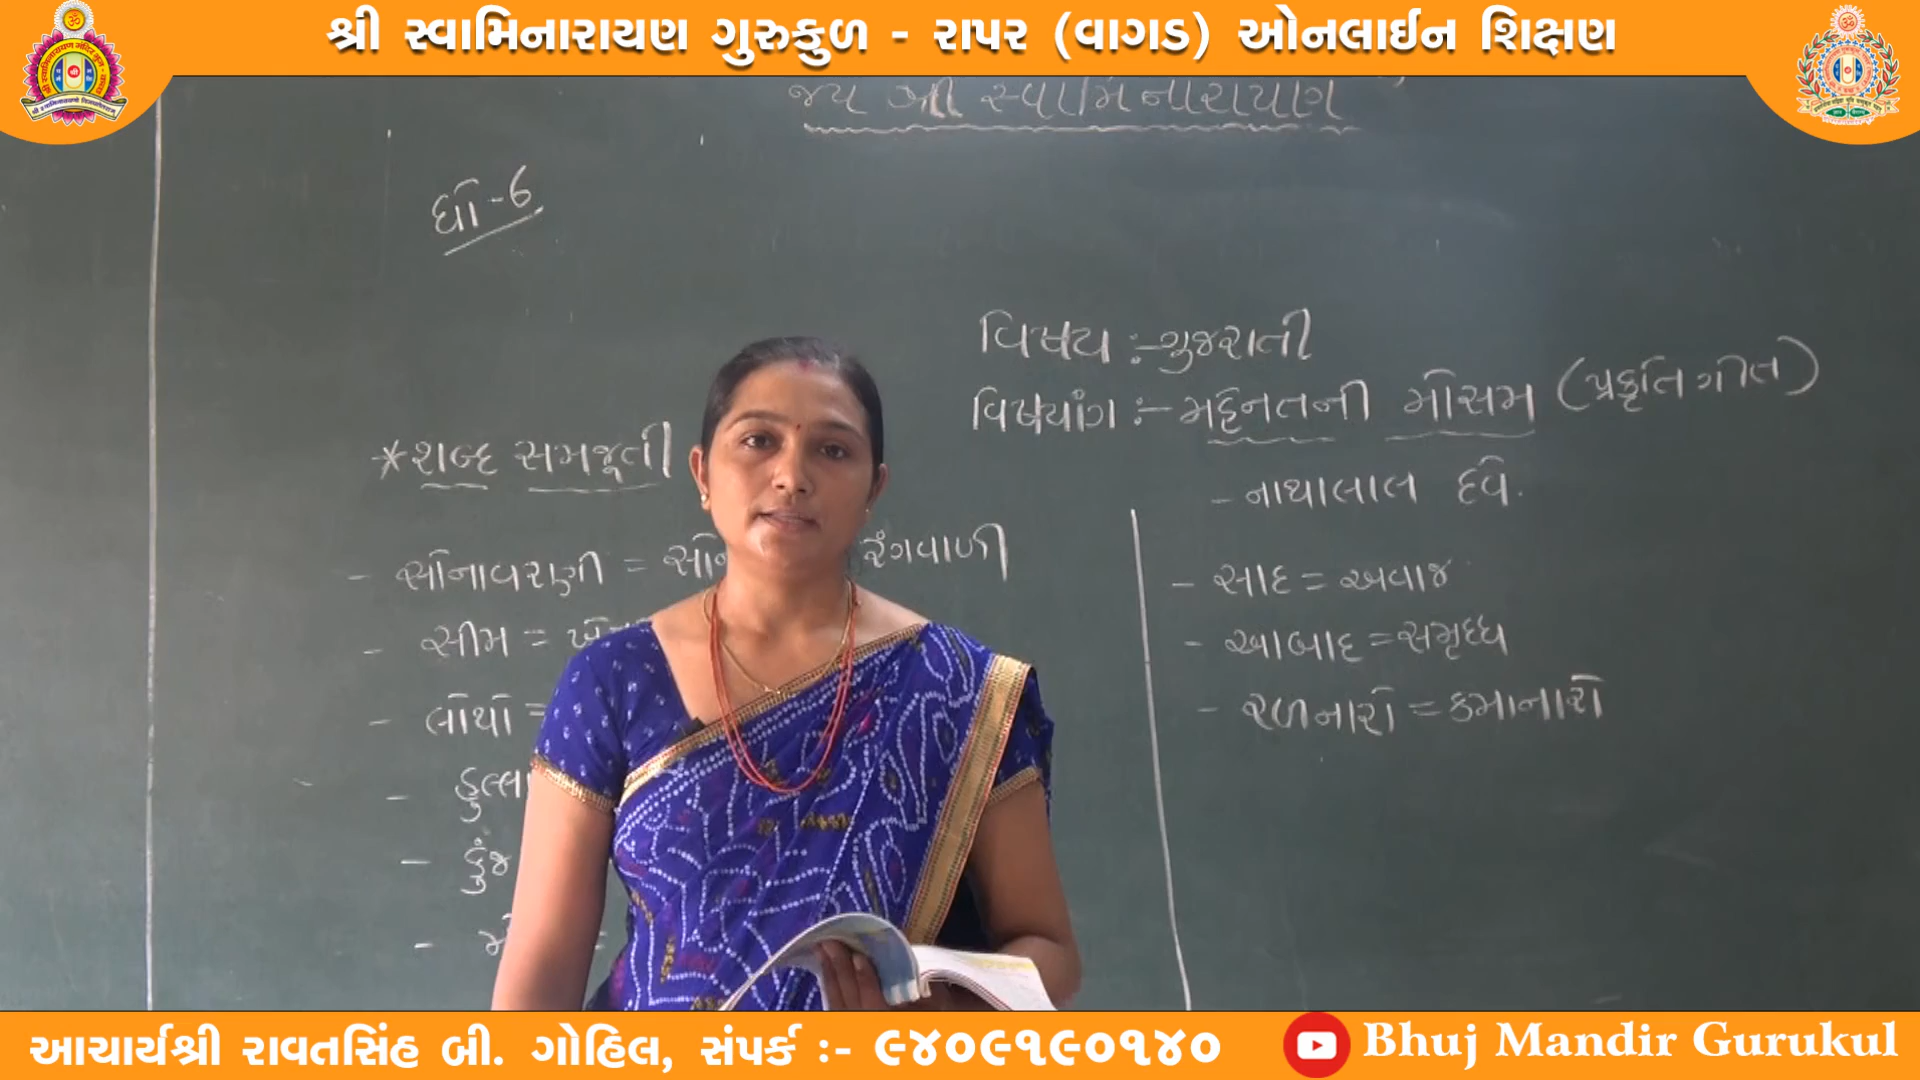 શ્રી સ્વામિનારાયણ ગુરુકુળ - રાપર (વાગડ) ઓનલાઈન શિક્ષણ
જય શ્રી સ્વામિનારાયણ
ધો-6
વિષય :- ગુજરાતી
વિષયાંગ :- મહેનતની મોસમ (પ્રકૃતિ ગીત)
- નાથાલાલ દવે.
* શબ્દ સમજૂતી
- સોનાવરણી = રંગવાળી
- સીમ =
- લોથો =
- હુલ્લા
- કુંજ
-
- સાદ = અવાજ
- આબાદ = સમૃધ્ધ
- રળનારો = કમાનારો
આચાર્યશ્રી રાવતસિંહ બી. ગોહિલ, સંપર્ક :- ૯૪૦૯૧૯૦૧૪૦
Bhuj Mandir Gurukul